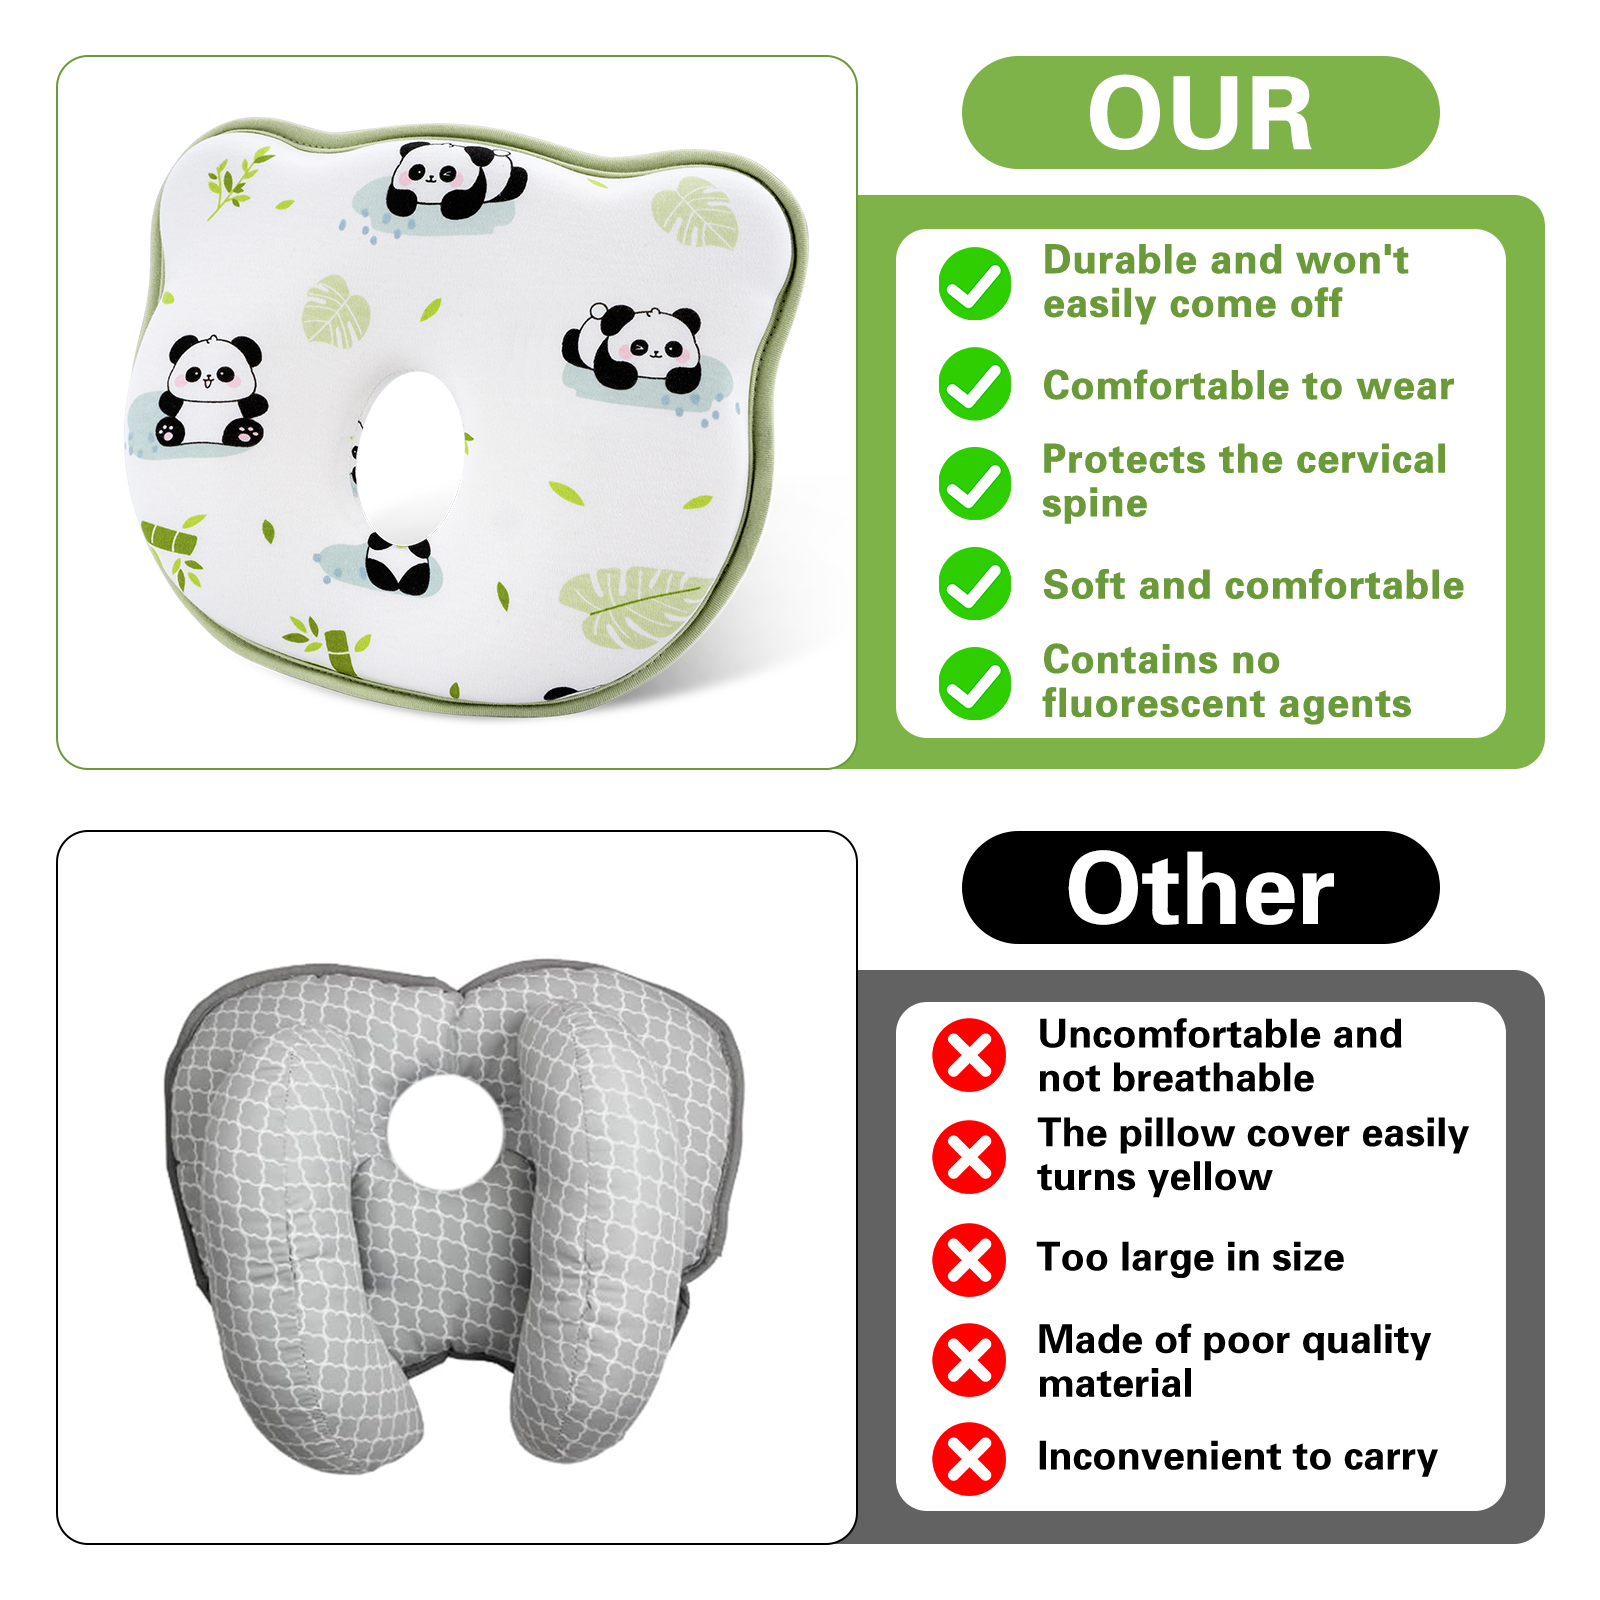 OUR
Durable and won't
easily come off
Comfortable to wear
Protects the cervical
spine
Soft and comfortable
Contains no
fluorescent agents
Other
Uncomfortable and
not breathable
The pillow cover easily
turns yellow
Too large in size
Made of poor quality
material
Inconvenient to carry